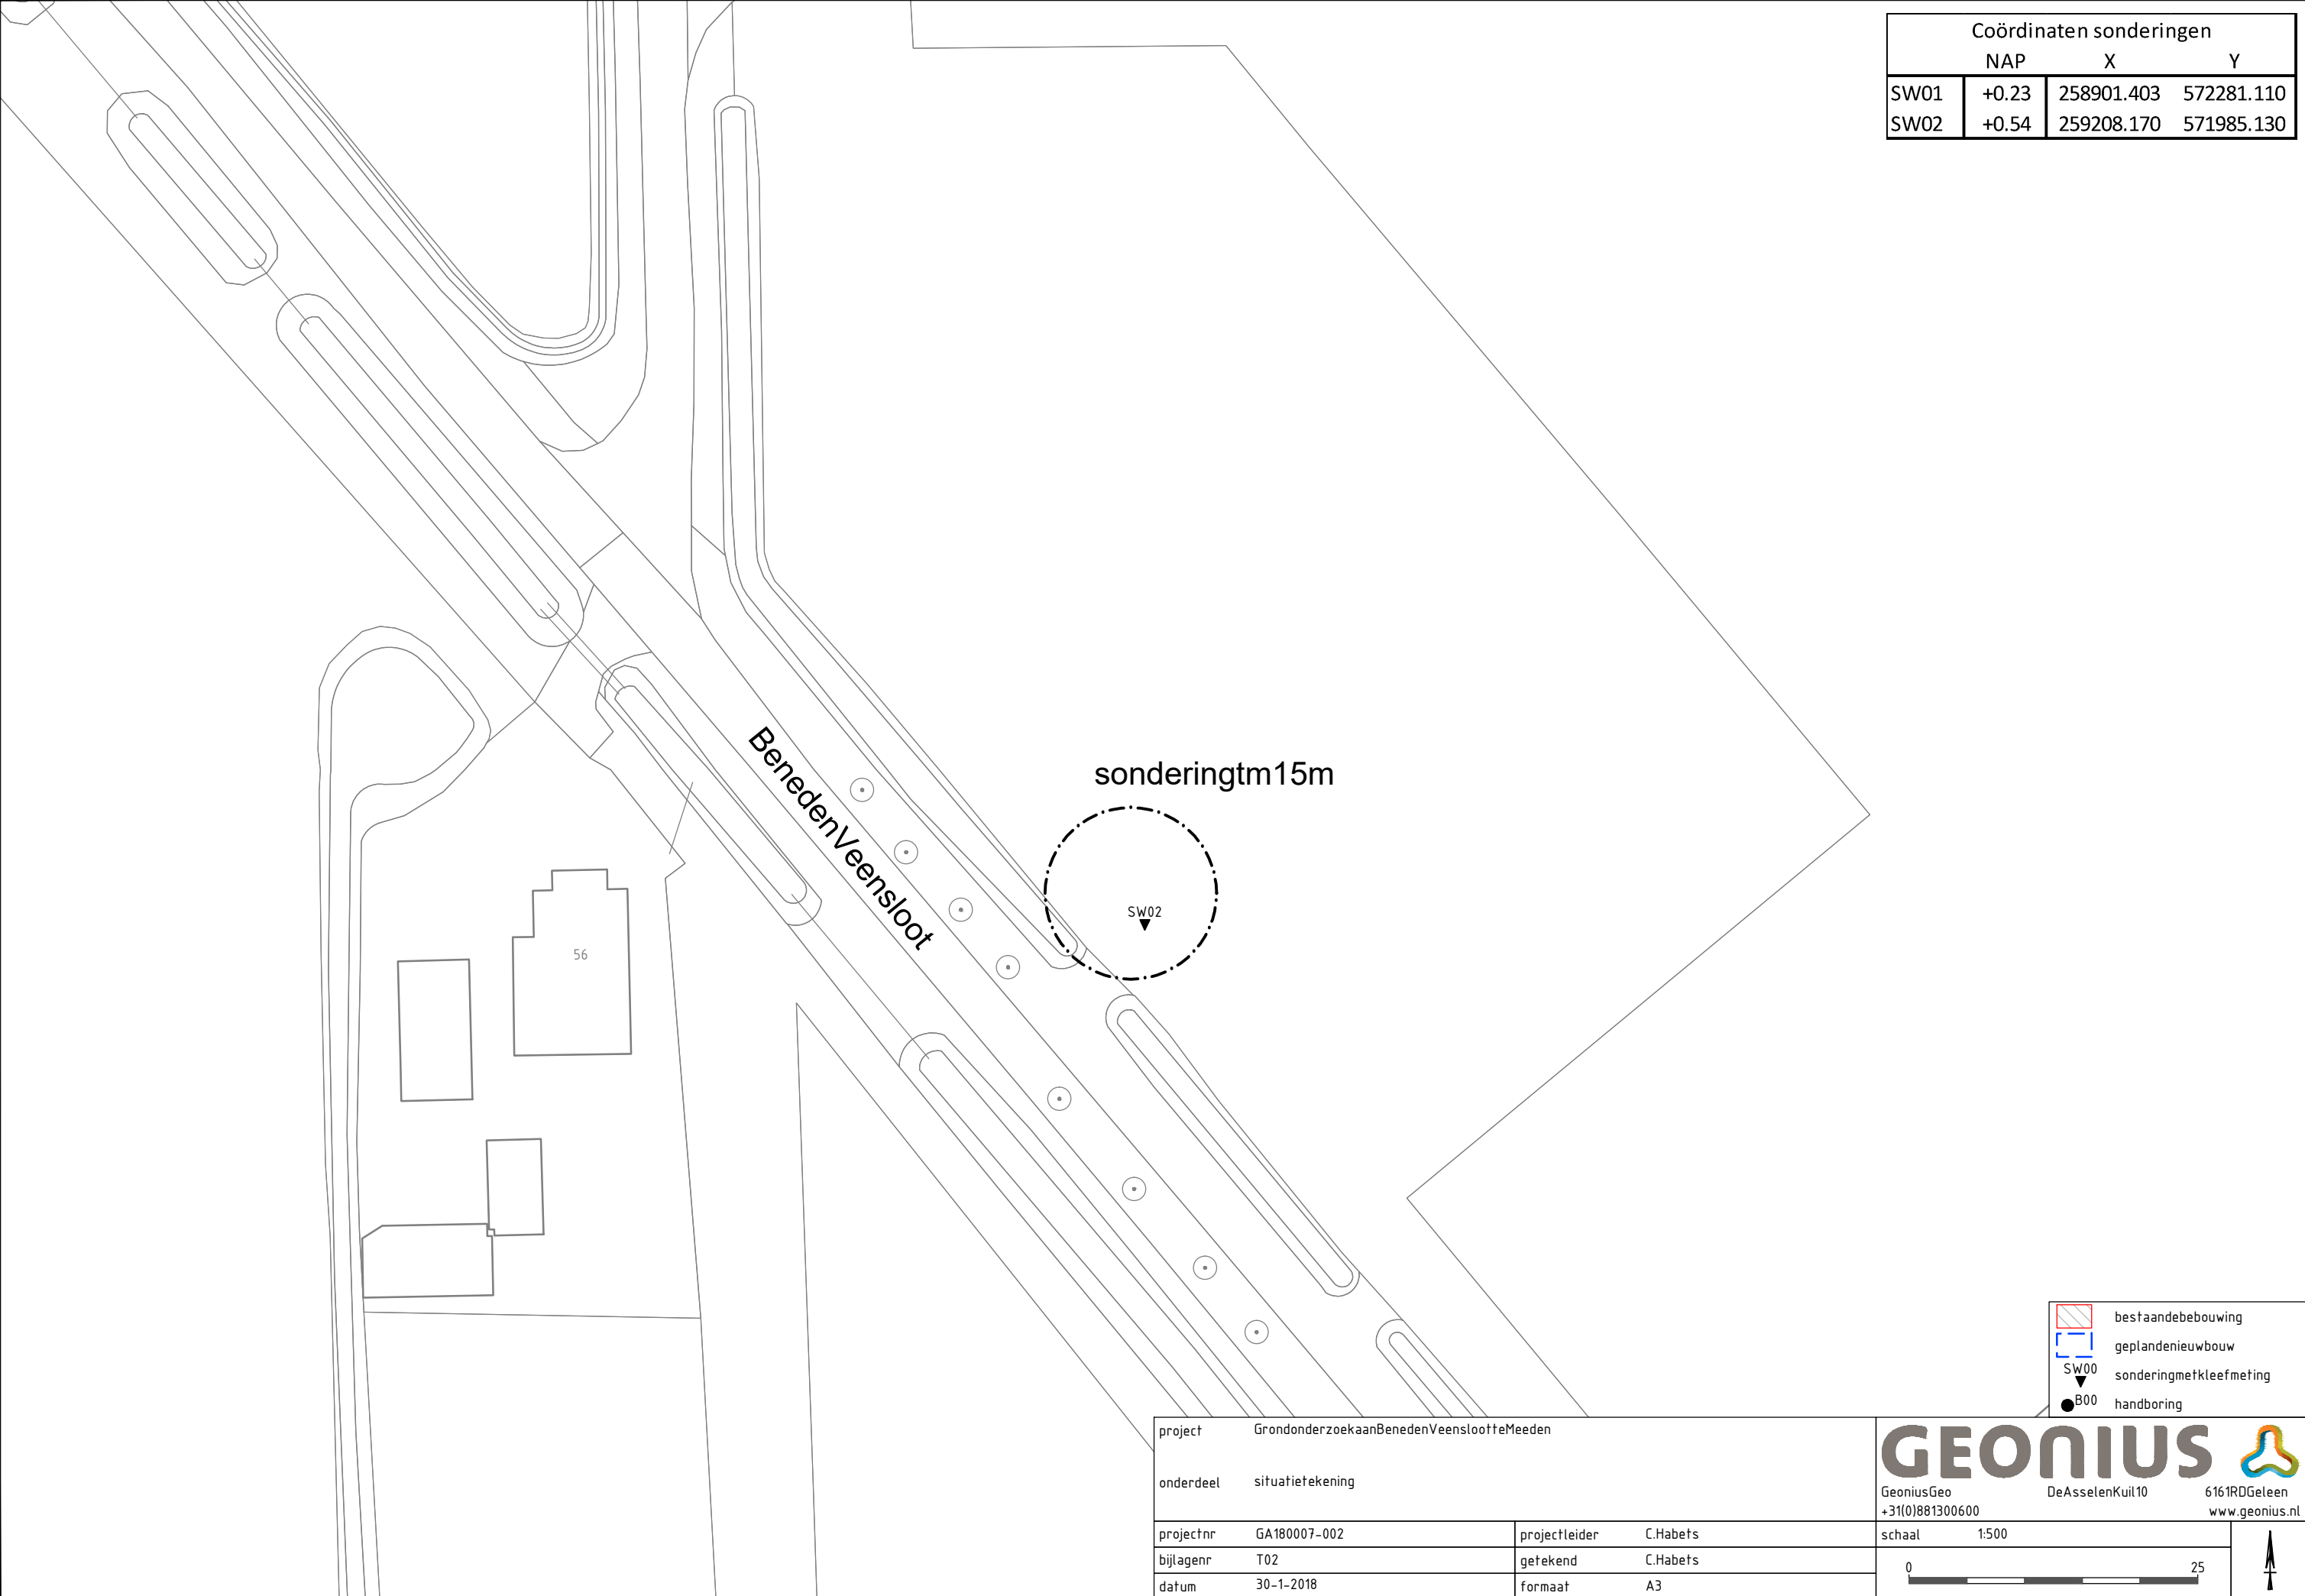 Coördinaten sonderingen
NAP X Y
SW01 +0.23 258901.403 572281.110
SW02 +0.54 259208.170 571985.130
BenedenVeensloot
sonderingtm15m
SW02
56
bestaandebebouwing
geplandenieuwbouw
SW00 sonderingmetkleefmeting
B00 handboring
project GrondonderzoekaanBenedenVeenslootteMeeden
onderdeel situatietekening
projectnr GA180007-002 projectleider C.Habets
bijlagenr T02 getekend C.Habets
datum 30-1-2018 formaat A3
GEONIUS
GeoniusGeo DeAsselenKuil10 6161RDGeleen
+31(0)881300600 www.geonius.nl
schaal 1:500
0 25